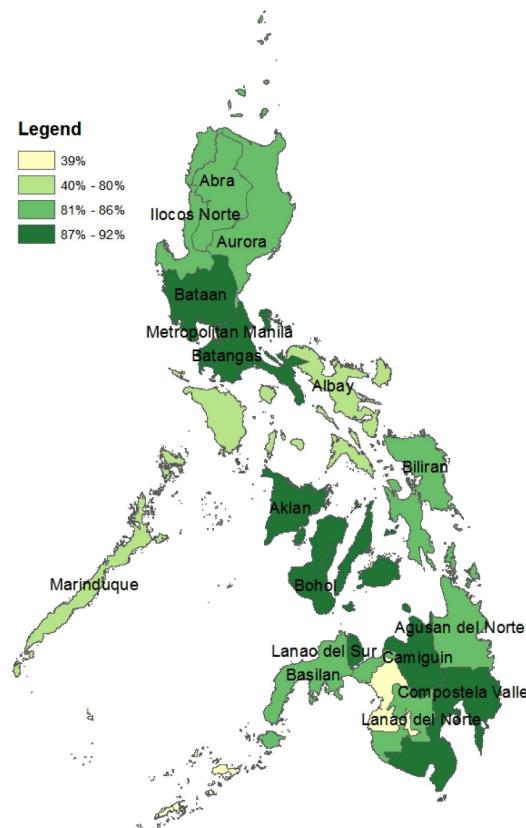 Legend
39%
40% - 80%
81% - 86%
87% - 92%
Abra
Ilocos Norte
Aurora
Bataan
Metropolitan Manila
Batangas
Albay
Biliran
Aklan
Marinduque
Bohol
Agusan del Norte
Lanao del Sur
Camiguin
Basilan
Compostela Valle
Lanao del Norte